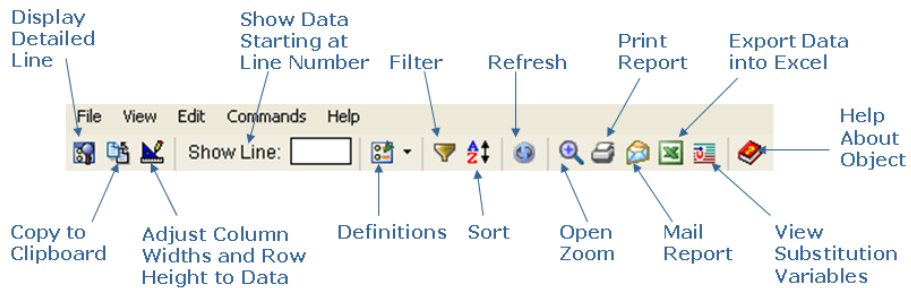 Display
Detailed
Line
Show Data
Starting at
Line Number
Filter
Refresh
Print
Report
Export Data
into Excel
File View Edit Commands Help
Help
About
Object
Show Line:
A
Z
Copy to
Clipboard
Adjust Column
Widths and Row
Height to Data
Definitions
Sort
Open
Zoom
Mail
Report
View
Substitution
Variables